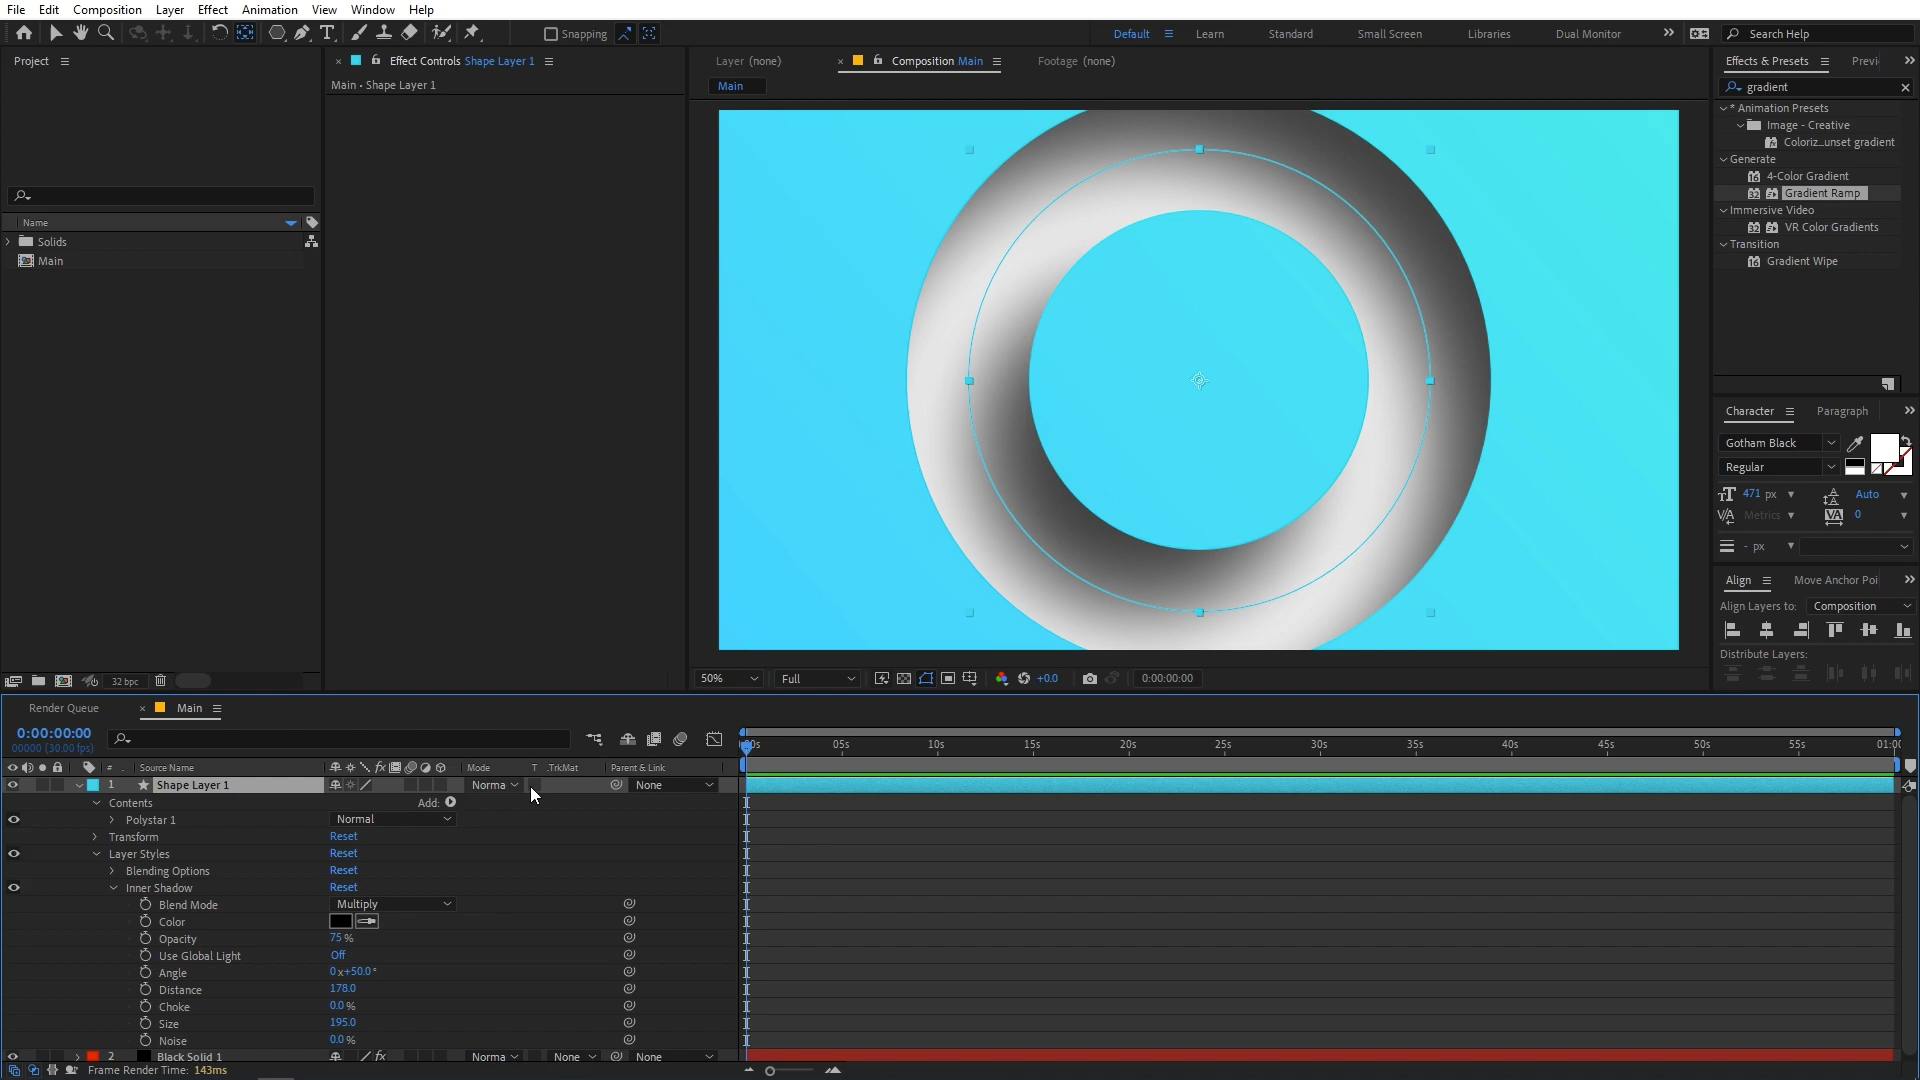 File Edit Composition Layer Effect Animation View Window Help
Snapping
Default Learn Standard Small Screen Libraries Dual Monitor
Search Help
Project
Effect Controls Shape Layer 1
Main • Shape Layer 1
Name
Solids
Main
32 bpc
Layer (none)
Composition Main
Footage (none)
Main
50%
Full
+0.0
0:00:00:00
Effects & Presets
gradient
* Animation Presets
Image - Creative
Coloriz...unset gradient
Generate
4-Color Gradient
Gradient Ramp
Immersive Video
VR Color Gradients
Transition
Gradient Wipe
Character Paragraph
Gotham Black
Regular
471 px
Auto
Metrics
0
- px
Align Move Anchor Poi
Align Layers to: Composition
Distribute Layers:
Render Queue
Main
0:00:00:00
00000 (30.00 fps)
# Source Name Mode T .TrkMat Parent & Link
05s 10s 15s 20s 25s 30s 35s 40s 45s 50s 55s 01:00
1 Shape Layer 1 Norma None
Contents Add:
Polystar 1 Normal
Transform Reset
Layer Styles Reset
Blending Options Reset
Inner Shadow Reset
Blend Mode Multiply
Color
Opacity 75 %
Use Global Light Off
Angle 0 x+50.0°
Distance 178.0
Choke 0.0 %
Size 195.0
Noise 0.0 %
2 Black Solid 1 Norma None None
Frame Render Time: 143ms